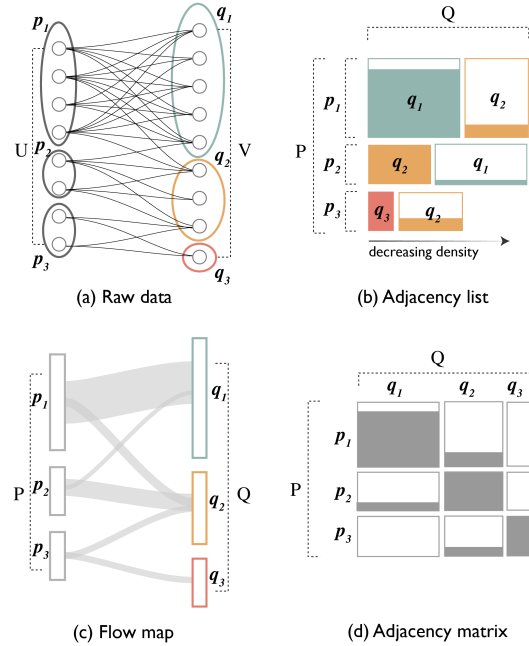 p1
q1
p2
q2
U
V
p3
q3
(a) Raw data
Q
p1
q1
q2
P
p2
q2
q1
p3
q3
q2
decreasing density
(b) Adjacency list
p1
q1
P
p2
q2
Q
p3
q3
(c) Flow map
Q
q1
q2
q3
p1
P
p2
p3
(d) Adjacency matrix